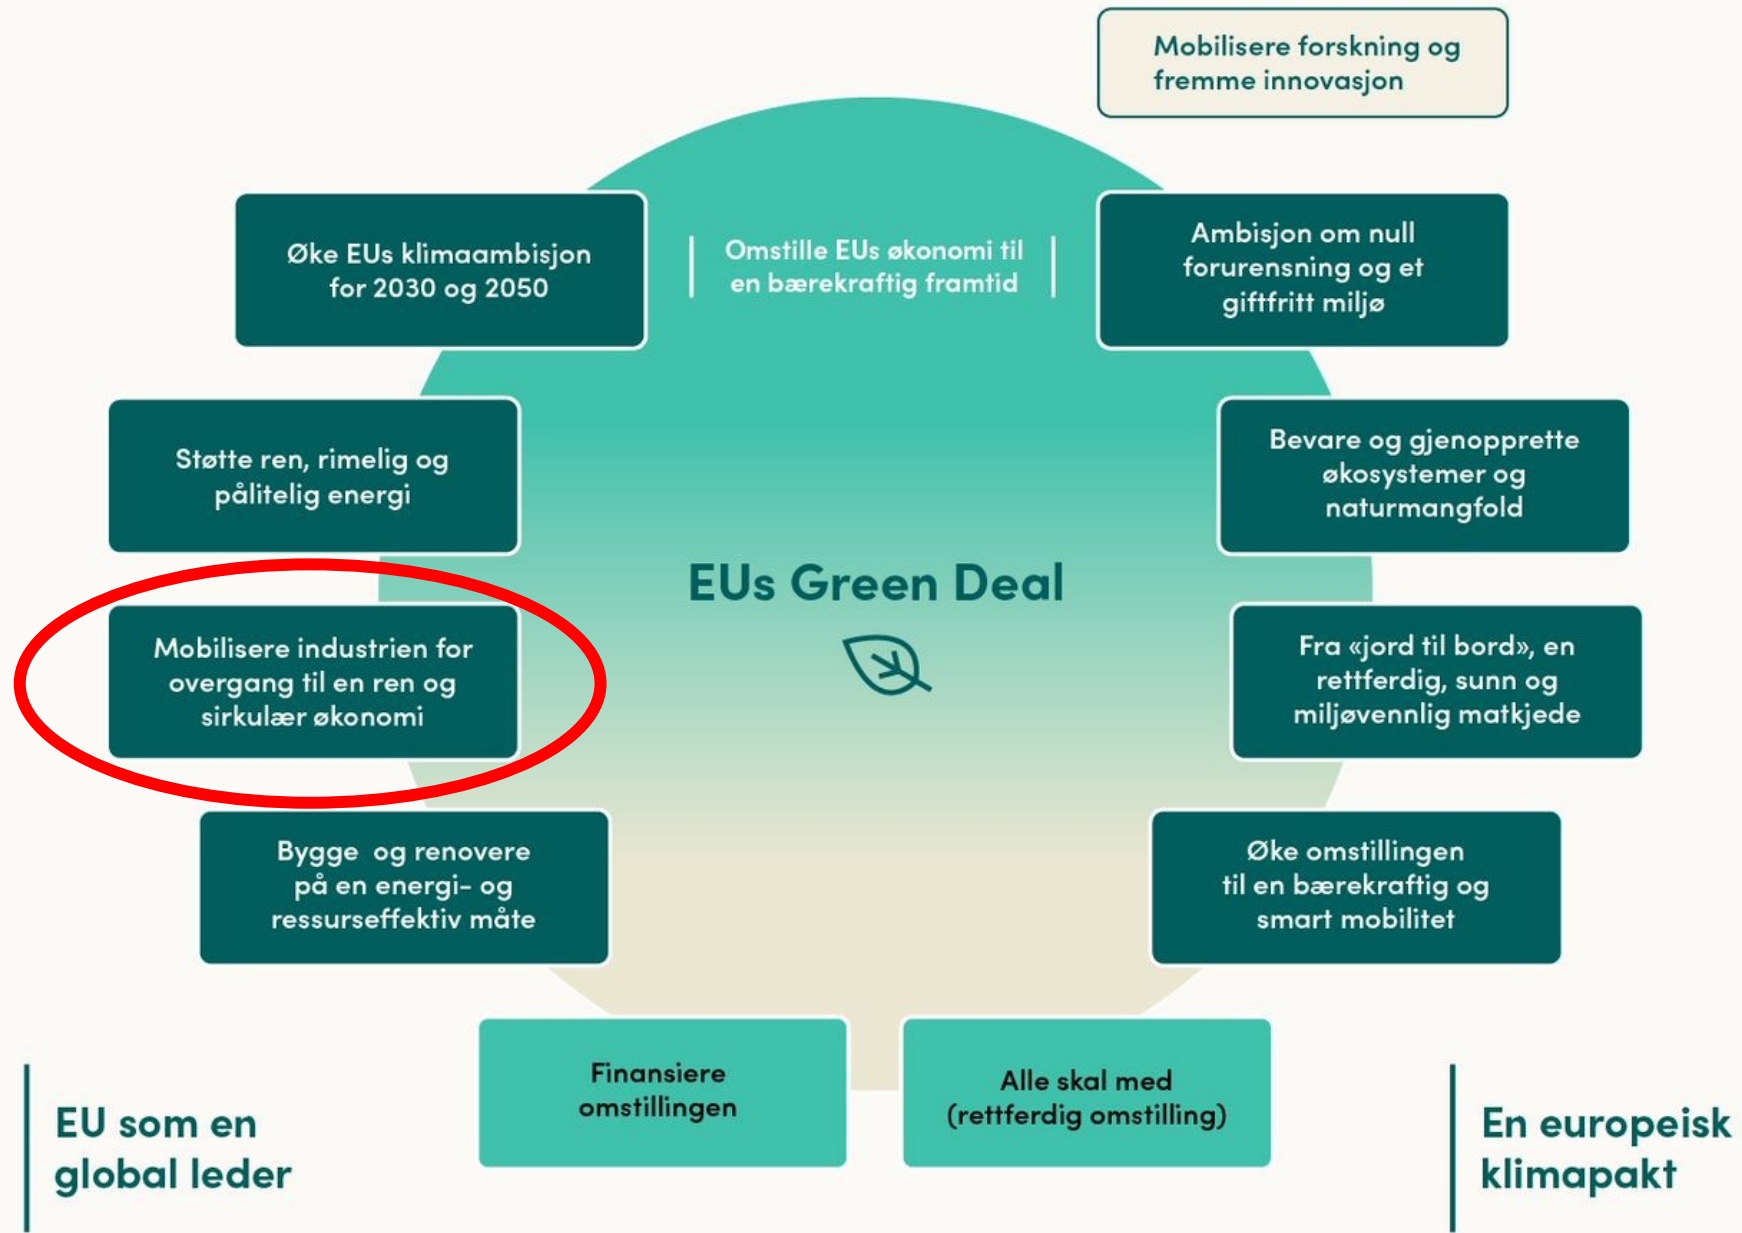 Mobilisere forskning og
fremme innovasjon
Øke EUs klimaambisjon
for 2030 og 2050
Omstille EUs økonomi til
en bærekraftig framtid
Ambisjon om null
forurensning og et
giftfritt miljø
Støtte ren, rimelig og
pålitelig energi
Bevare og gjenopprette
økosystemer og
naturmangfold
EUs Green Deal
Mobilisere industrien for
overgang til en ren og
sirkulær økonomi
Fra «jord til bord», en
rettferdig, sunn og
miljøvennlig matkjede
Bygge og renovere
på en energi- og
ressurseffektiv måte
Øke omstillingen
til en bærekraftig og
smart mobilitet
Finansiere
omstillingen
Alle skal med
(rettferdig omstilling)
EU som en
global leder
En europeisk
klimapakt